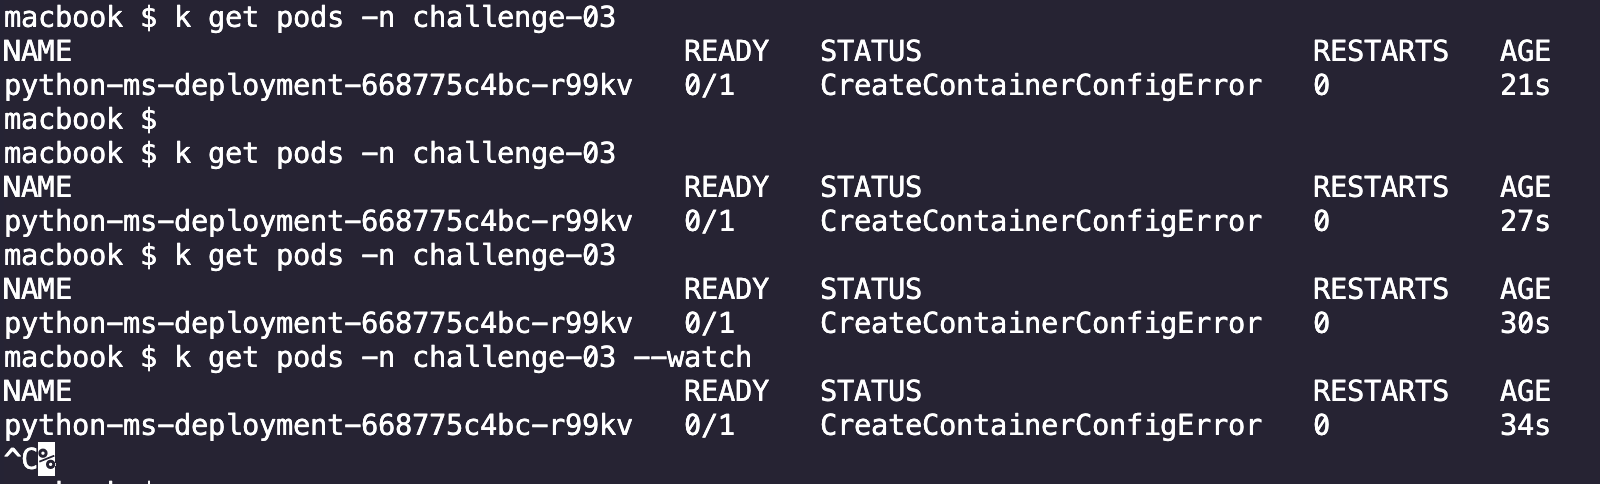 macbook $ k get pods -n challenge-03
NAME READY STATUS RESTARTS AGE
python-ms-deployment-668775c4bc-r99kv 0/1 CreateContainerConfigError 0 21s
macbook $
macbook $ k get pods -n challenge-03
NAME READY STATUS RESTARTS AGE
python-ms-deployment-668775c4bc-r99kv 0/1 CreateContainerConfigError 0 27s
macbook $ k get pods -n challenge-03
NAME READY STATUS RESTARTS AGE
python-ms-deployment-668775c4bc-r99kv 0/1 CreateContainerConfigError 0 30s
macbook $ k get pods -n challenge-03 --watch
NAME READY STATUS RESTARTS AGE
python-ms-deployment-668775c4bc-r99kv 0/1 CreateContainerConfigError 0 34s
^C%